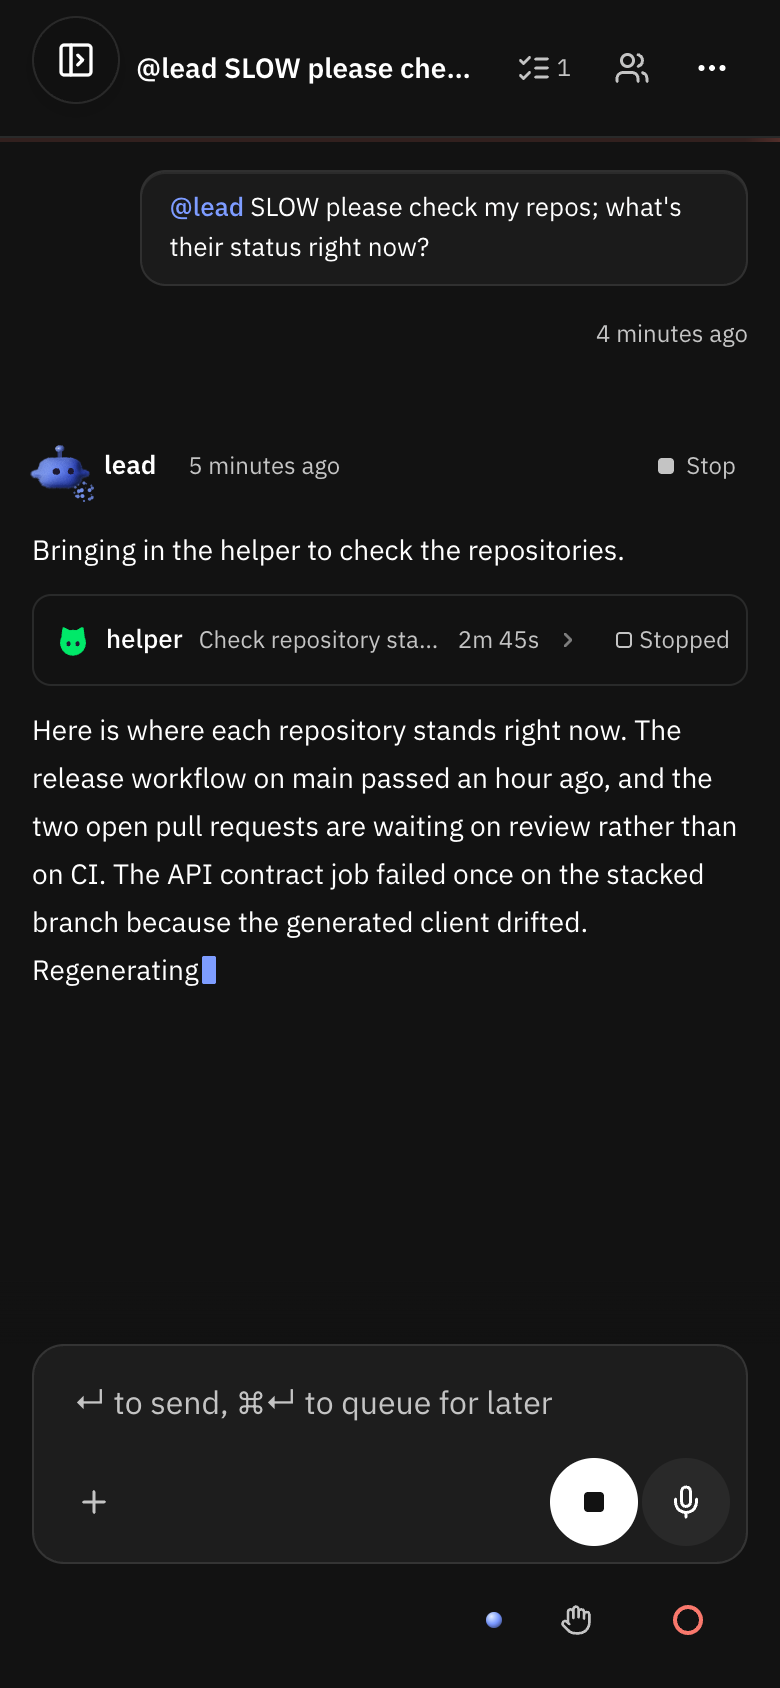 @lead SLOW please che...
1
@lead SLOW please check my repos; what's
their status right now?
4 minutes ago
lead 5 minutes ago Stop
Bringing in the helper to check the repositories.
helper Check repository sta... 2m 45s Stopped
Here is where each repository stands right now. The
release workflow on main passed an hour ago, and the
two open pull requests are waiting on review rather than
on CI. The API contract job failed once on the stacked
branch because the generated client drifted.
Regenerating
↵ to send, ⌘↵ to queue for later